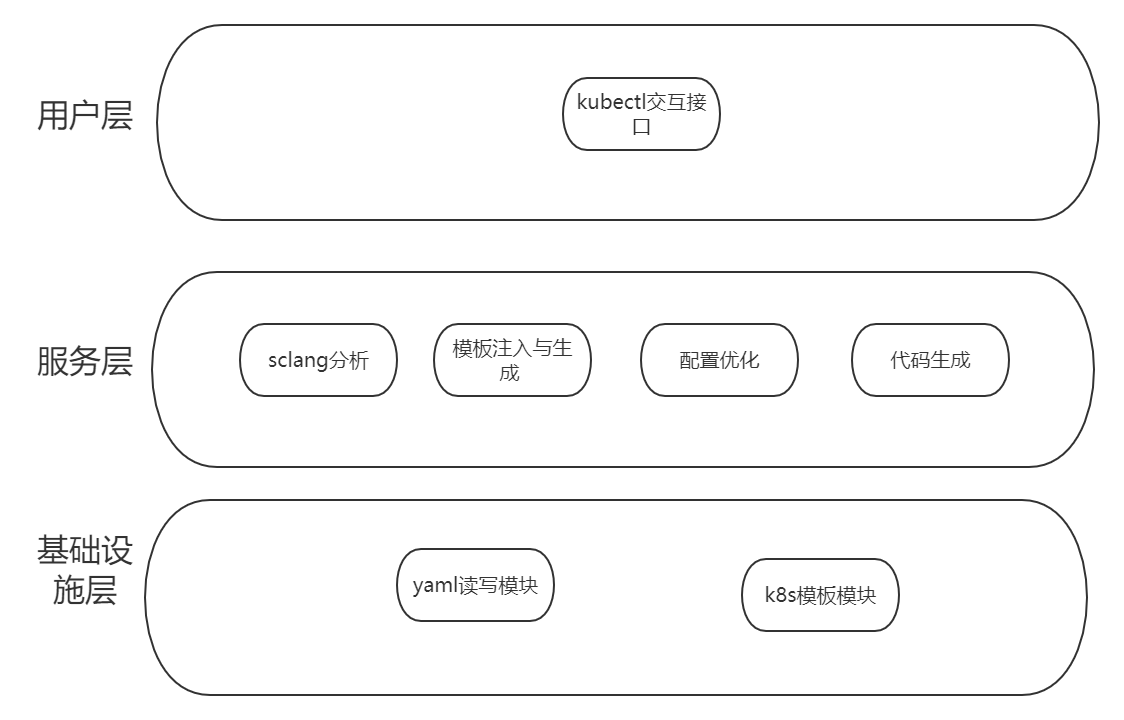 用户层
kubectl交互接
口
服务层
sclang分析
模板注入与生
成
配置优化
代码生成
基础设
施层
yaml读写模块
k8s模板模块